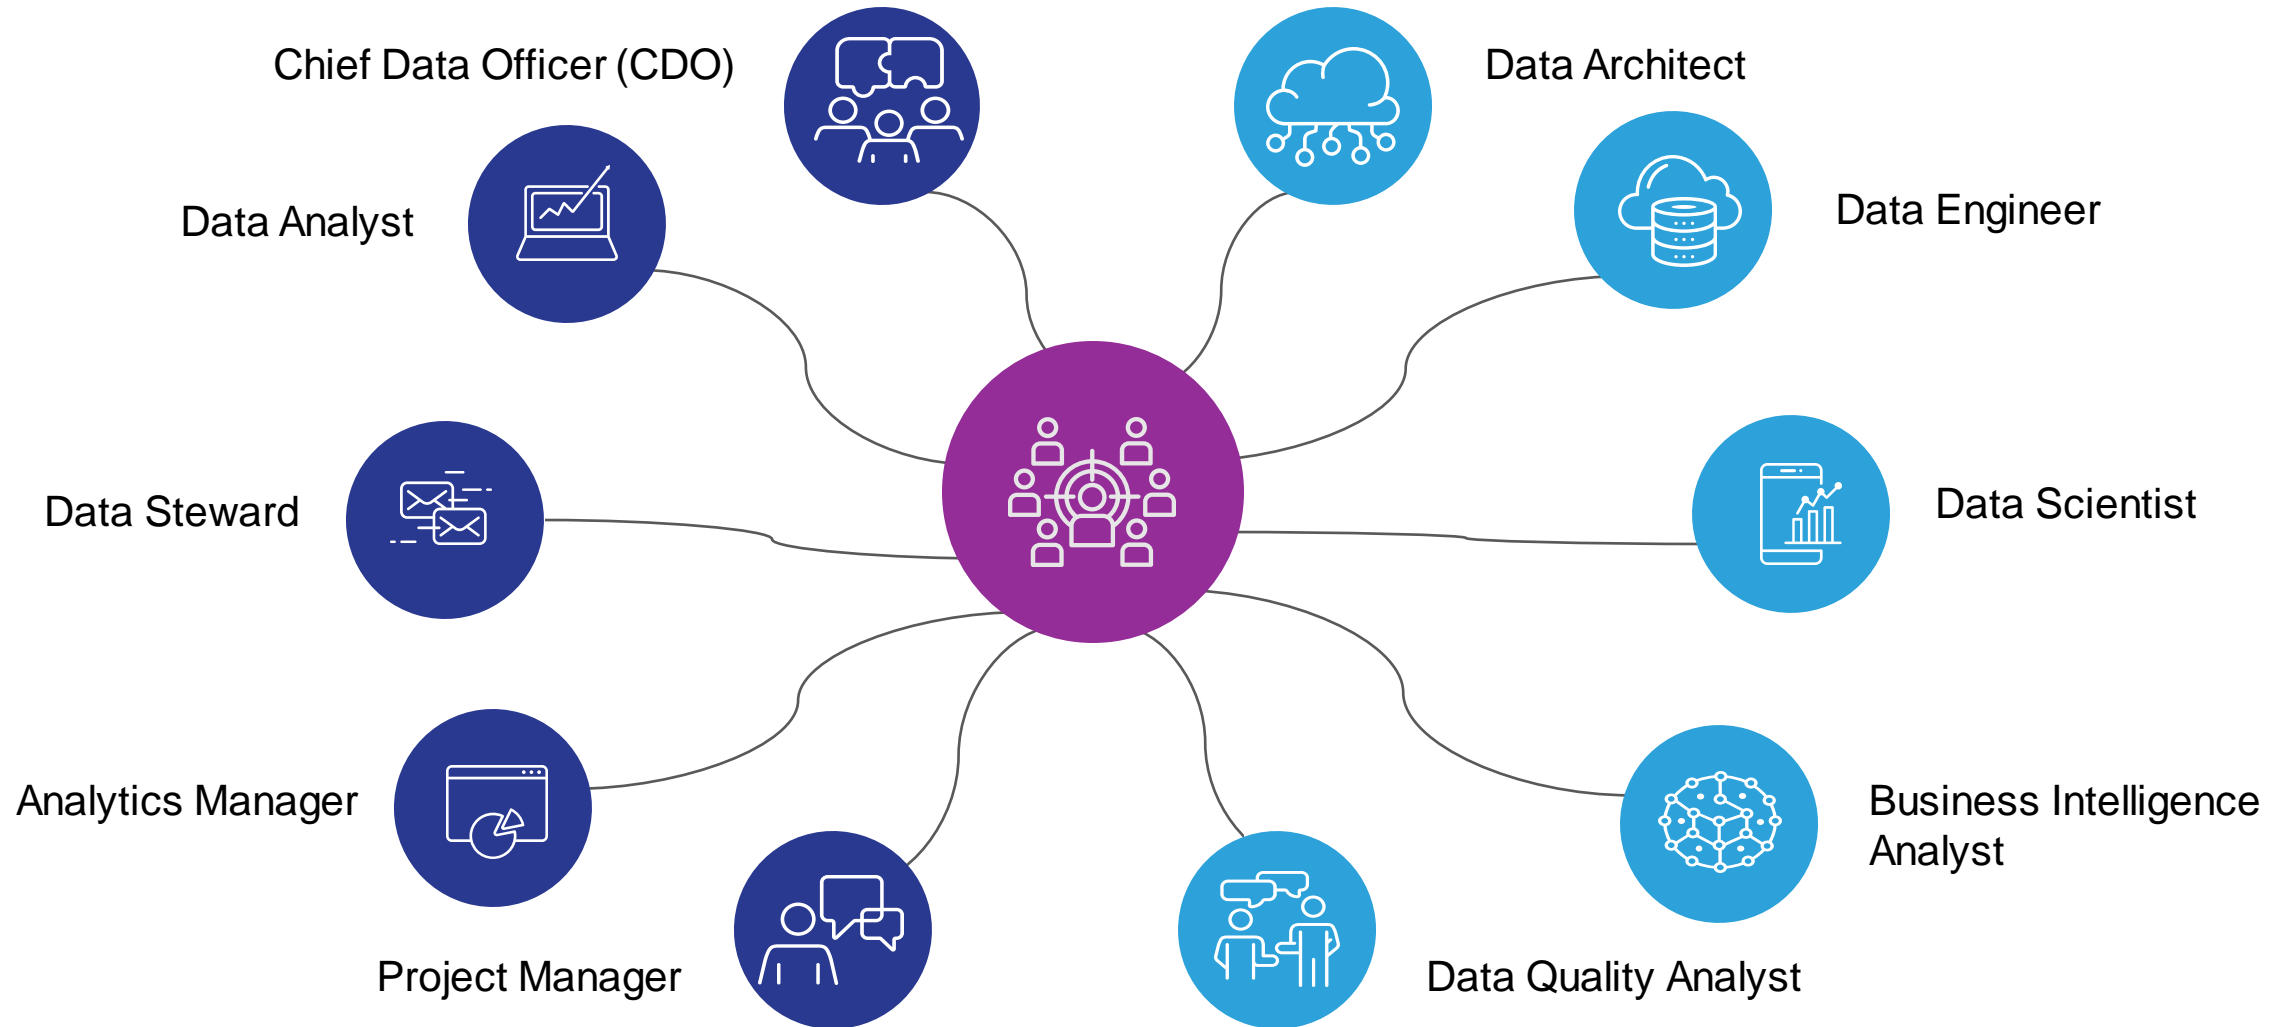 Chief Data Officer (CDO)
Data Architect
Data Analyst
Data Engineer
Data Steward
Data Scientist
Analytics Manager
Business Intelligence
Analyst
Project Manager
Data Quality Analyst